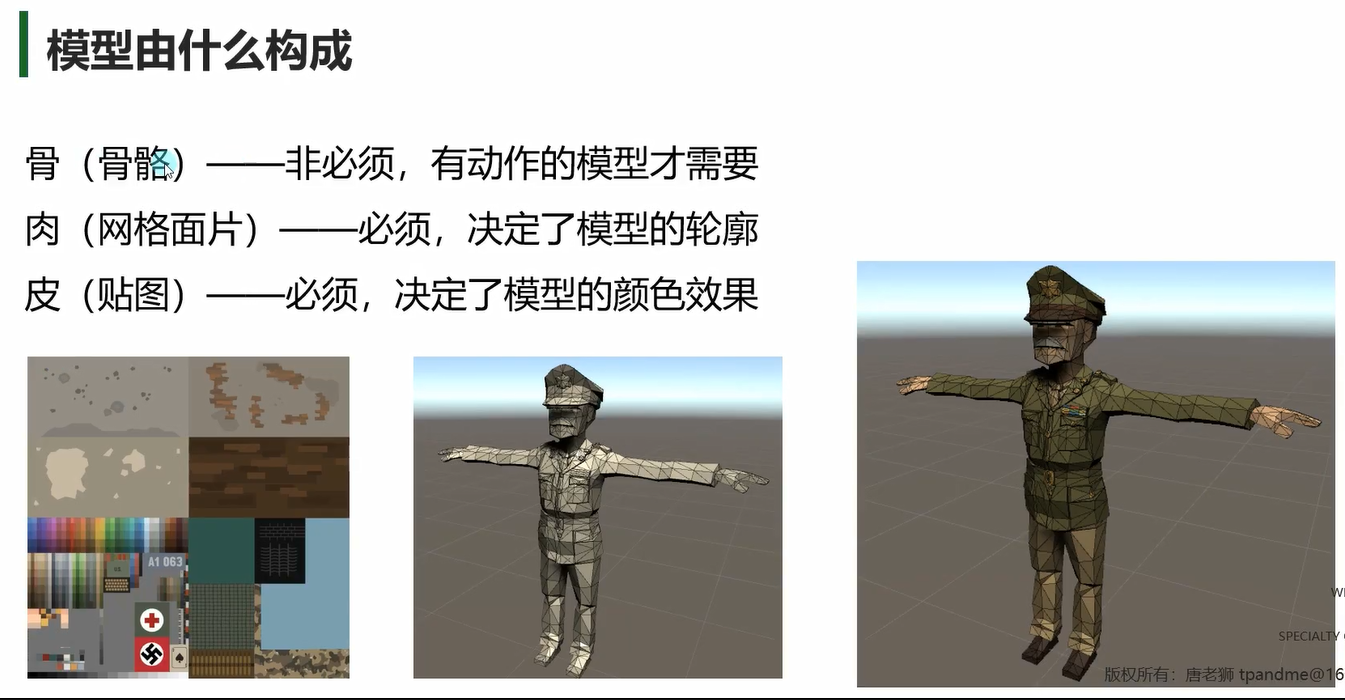 模型由什么构成
骨（骨骼）——非必须，有动作的模型才需要
肉（网格面片）——必须，决定了模型的轮廓
皮（贴图）——必须，决定了模型的颜色效果
A1 063
SPECIALTY
版权所有：唐老狮 tpandme@16